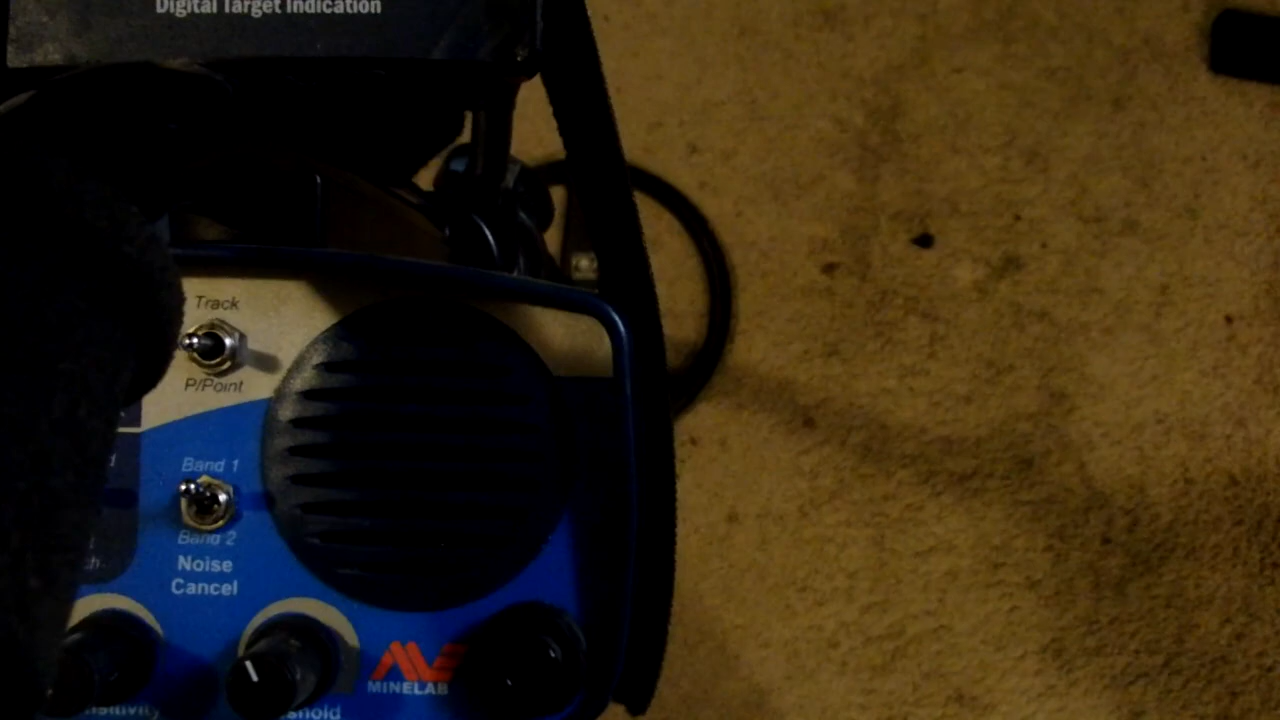 Digital Target Indication
Track
P/Point
Band 1
Band 2
Noise
Cancel
MINELAB